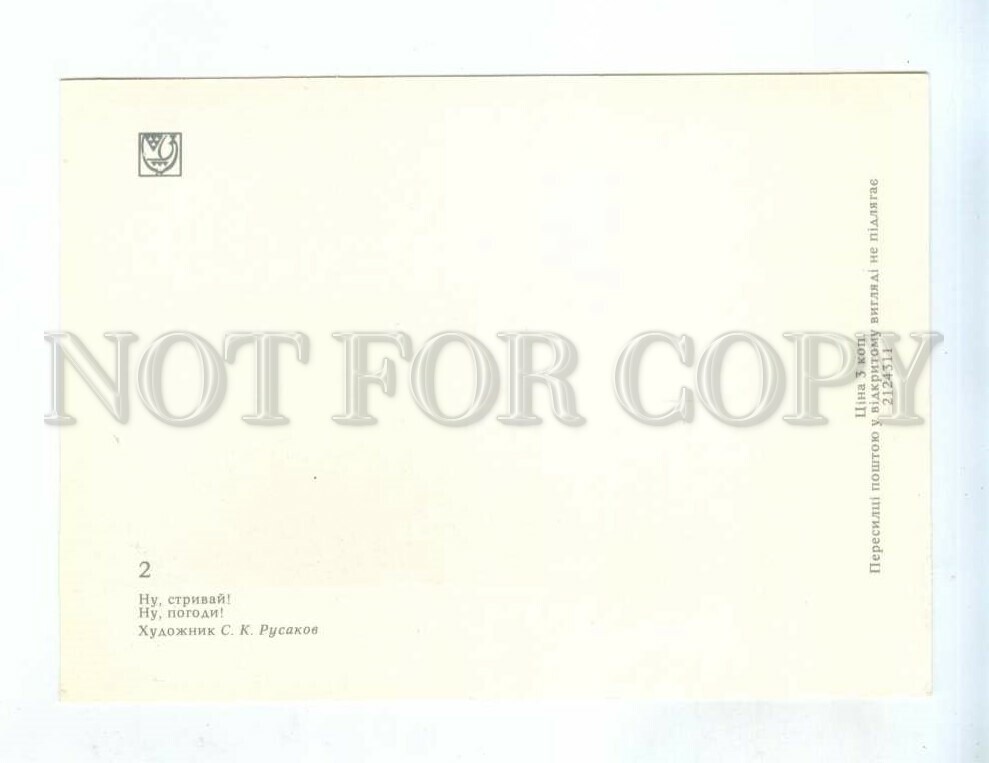 2
Ну, стривай!
Ну, погоди!
Художник С. К. Русаков
Ціна 3 коп.
Пересилці поштою у відкритому вигляді не підлягає
2124311
NOT FOR COPY